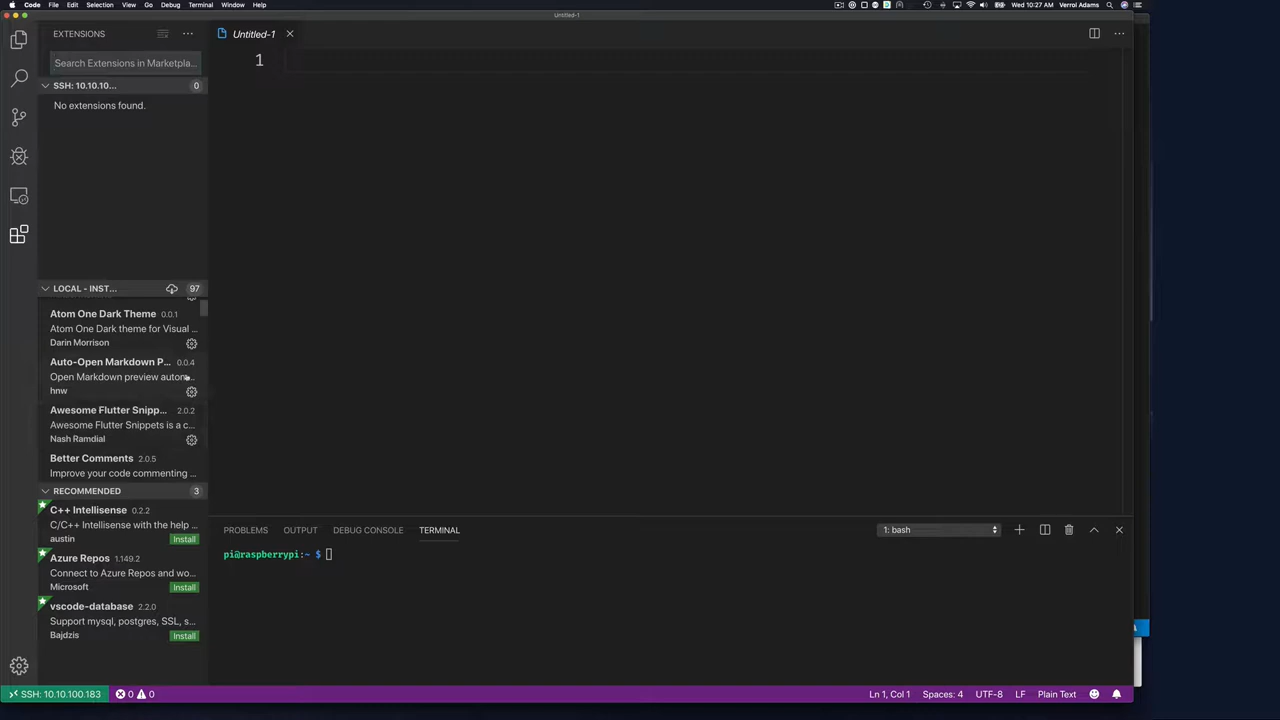 Code File Edit Selection View Go Debug Terminal Window Help
Wed 10:27 AM Verrol Adams
Untitled-1
EXTENSIONS
Untitled-1
1
Search Extensions in Marketpla...
SSH: 10.10.10... 0
No extensions found.
LOCAL - INST... 97
Atom One Dark Theme 0.0.1
Atom One Dark theme for Visual ...
Darin Morrison
Auto-Open Markdown P... 0.0.4
Open Markdown preview autom...
hnw
Awesome Flutter Snipp... 2.0.2
Awesome Flutter Snippets is a c...
Nash Ramdial
Better Comments 2.0.5
Improve your code commenting ...
RECOMMENDED 3
C++ Intellisense 0.2.2
C/C++ Intellisense with the help ...
austin Install
Azure Repos 1.149.2
Connect to Azure Repos and wo...
Microsoft Install
vscode-database 2.2.0
Support mysql, postgres, SSL, s...
Bajdzis Install
PROBLEMS OUTPUT DEBUG CONSOLE TERMINAL 1: bash
pi@raspberrypi:~ $
SSH: 10.10.100.183 0 0 Ln 1, Col 1 Spaces: 4 UTF-8 LF Plain Text